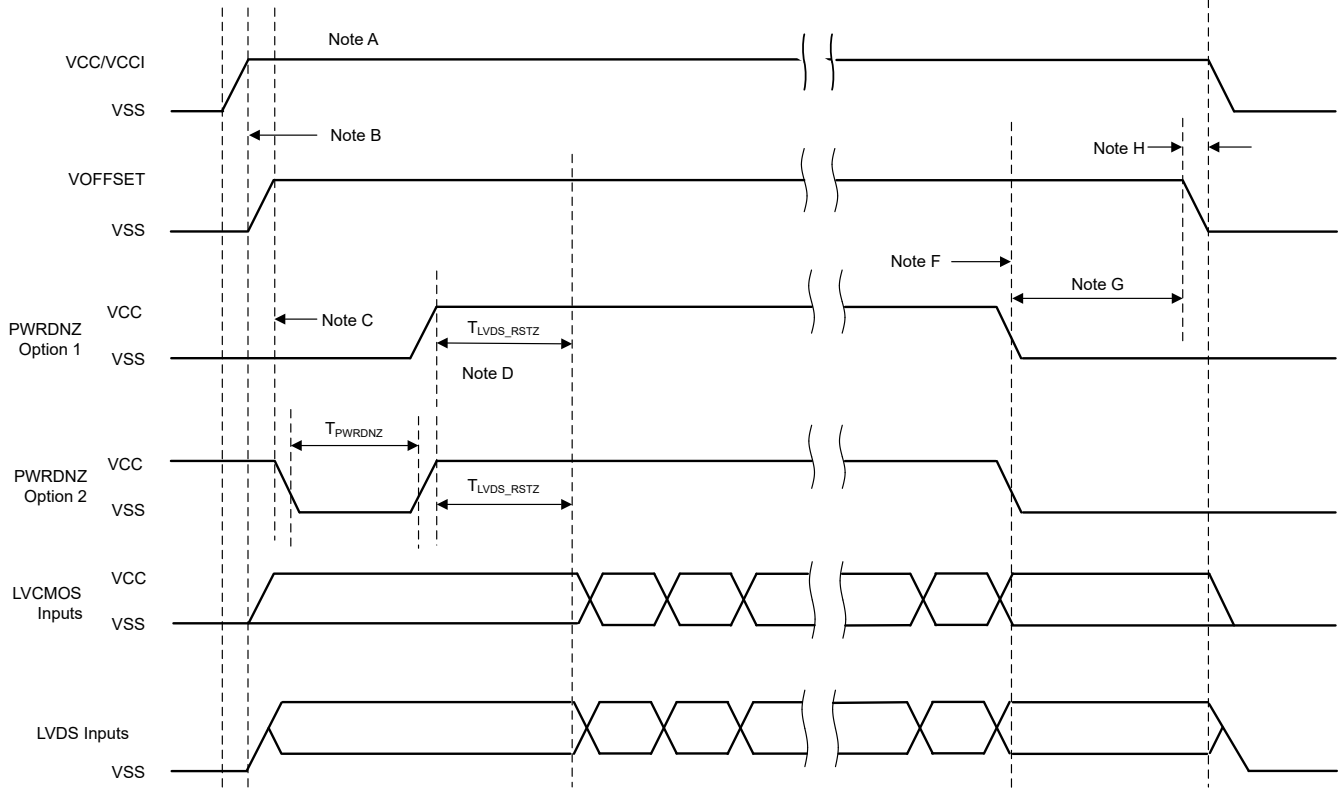 Note A
VCC/VCCI
VSS
Note B
Note H
VOFFSET
VSS
Note F
Note G
PWRDNZ
Option 1
VCC
Note C
TLVDS_RSTZ
VSS
Note D
TPWRDNZ
PWRDNZ
Option 2
VCC
TLVDS_RSTZ
VSS
LVCMOS
Inputs
VCC
VSS
LVDS Inputs
VSS